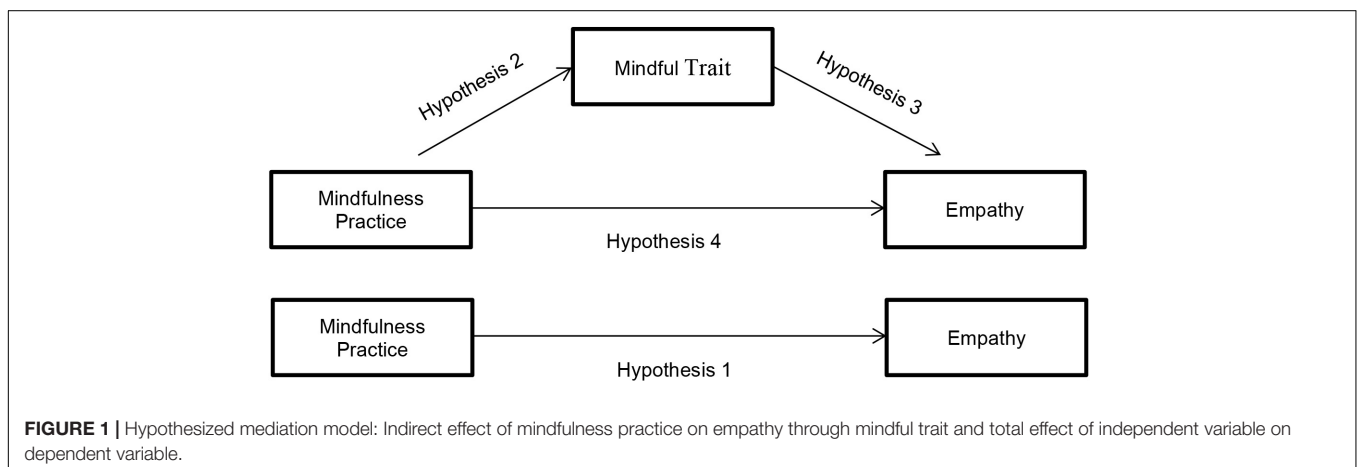 Mindful Trait
Hypothesis 2
Hypothesis 3
Mindfulness
Practice
Empathy
Hypothesis 4
Mindfulness
Practice
Empathy
Hypothesis 1
FIGURE 1 | Hypothesized mediation model: Indirect effect of mindfulness practice on empathy through mindful trait and total effect of independent variable on
dependent variable.